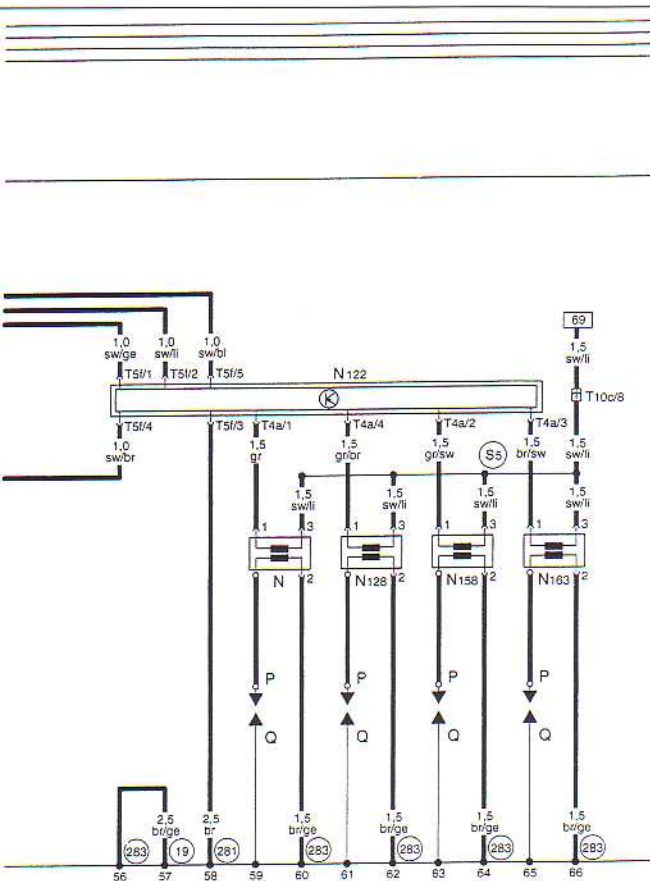 69
1,0 1,0 1,0 1,5
sw/ge sw/li sw/bl sw/li
T5f/1 T5f/2 T5f/5 N122
K T10c/8
T5f/4 T5f/3 T4a/1 T4a/4 T4a/2 T4a/3
1,0 1,5 1,5 1,5 1,5 1,5
sw/br gr gr/br gr/sw S5 br/sw sw/li
1,5 1,5 1,5 1,5
sw/li sw/li sw/li sw/li
1 3 1 3 1 3 1 3
N 2 N128 2 N158 2 N163 2
P P P P
Q Q Q Q
2,5 2,5 1,5 1,5 1,5 1,5
br/ge br br/ge br/ge br/ge br/ge
283 19 281 283 283 283 283
56 57 58 59 60 61 62 63 64 65 66